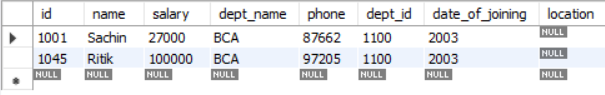 id name salary dept_name phone dept_id date_of_joining location
1001 Sachin 27000 BCA 87662 1100 2003 NULL
1045 Ritik 100000 BCA 97205 1100 2003 NULL
NULL NULL NULL NULL NULL NULL NULL NULL